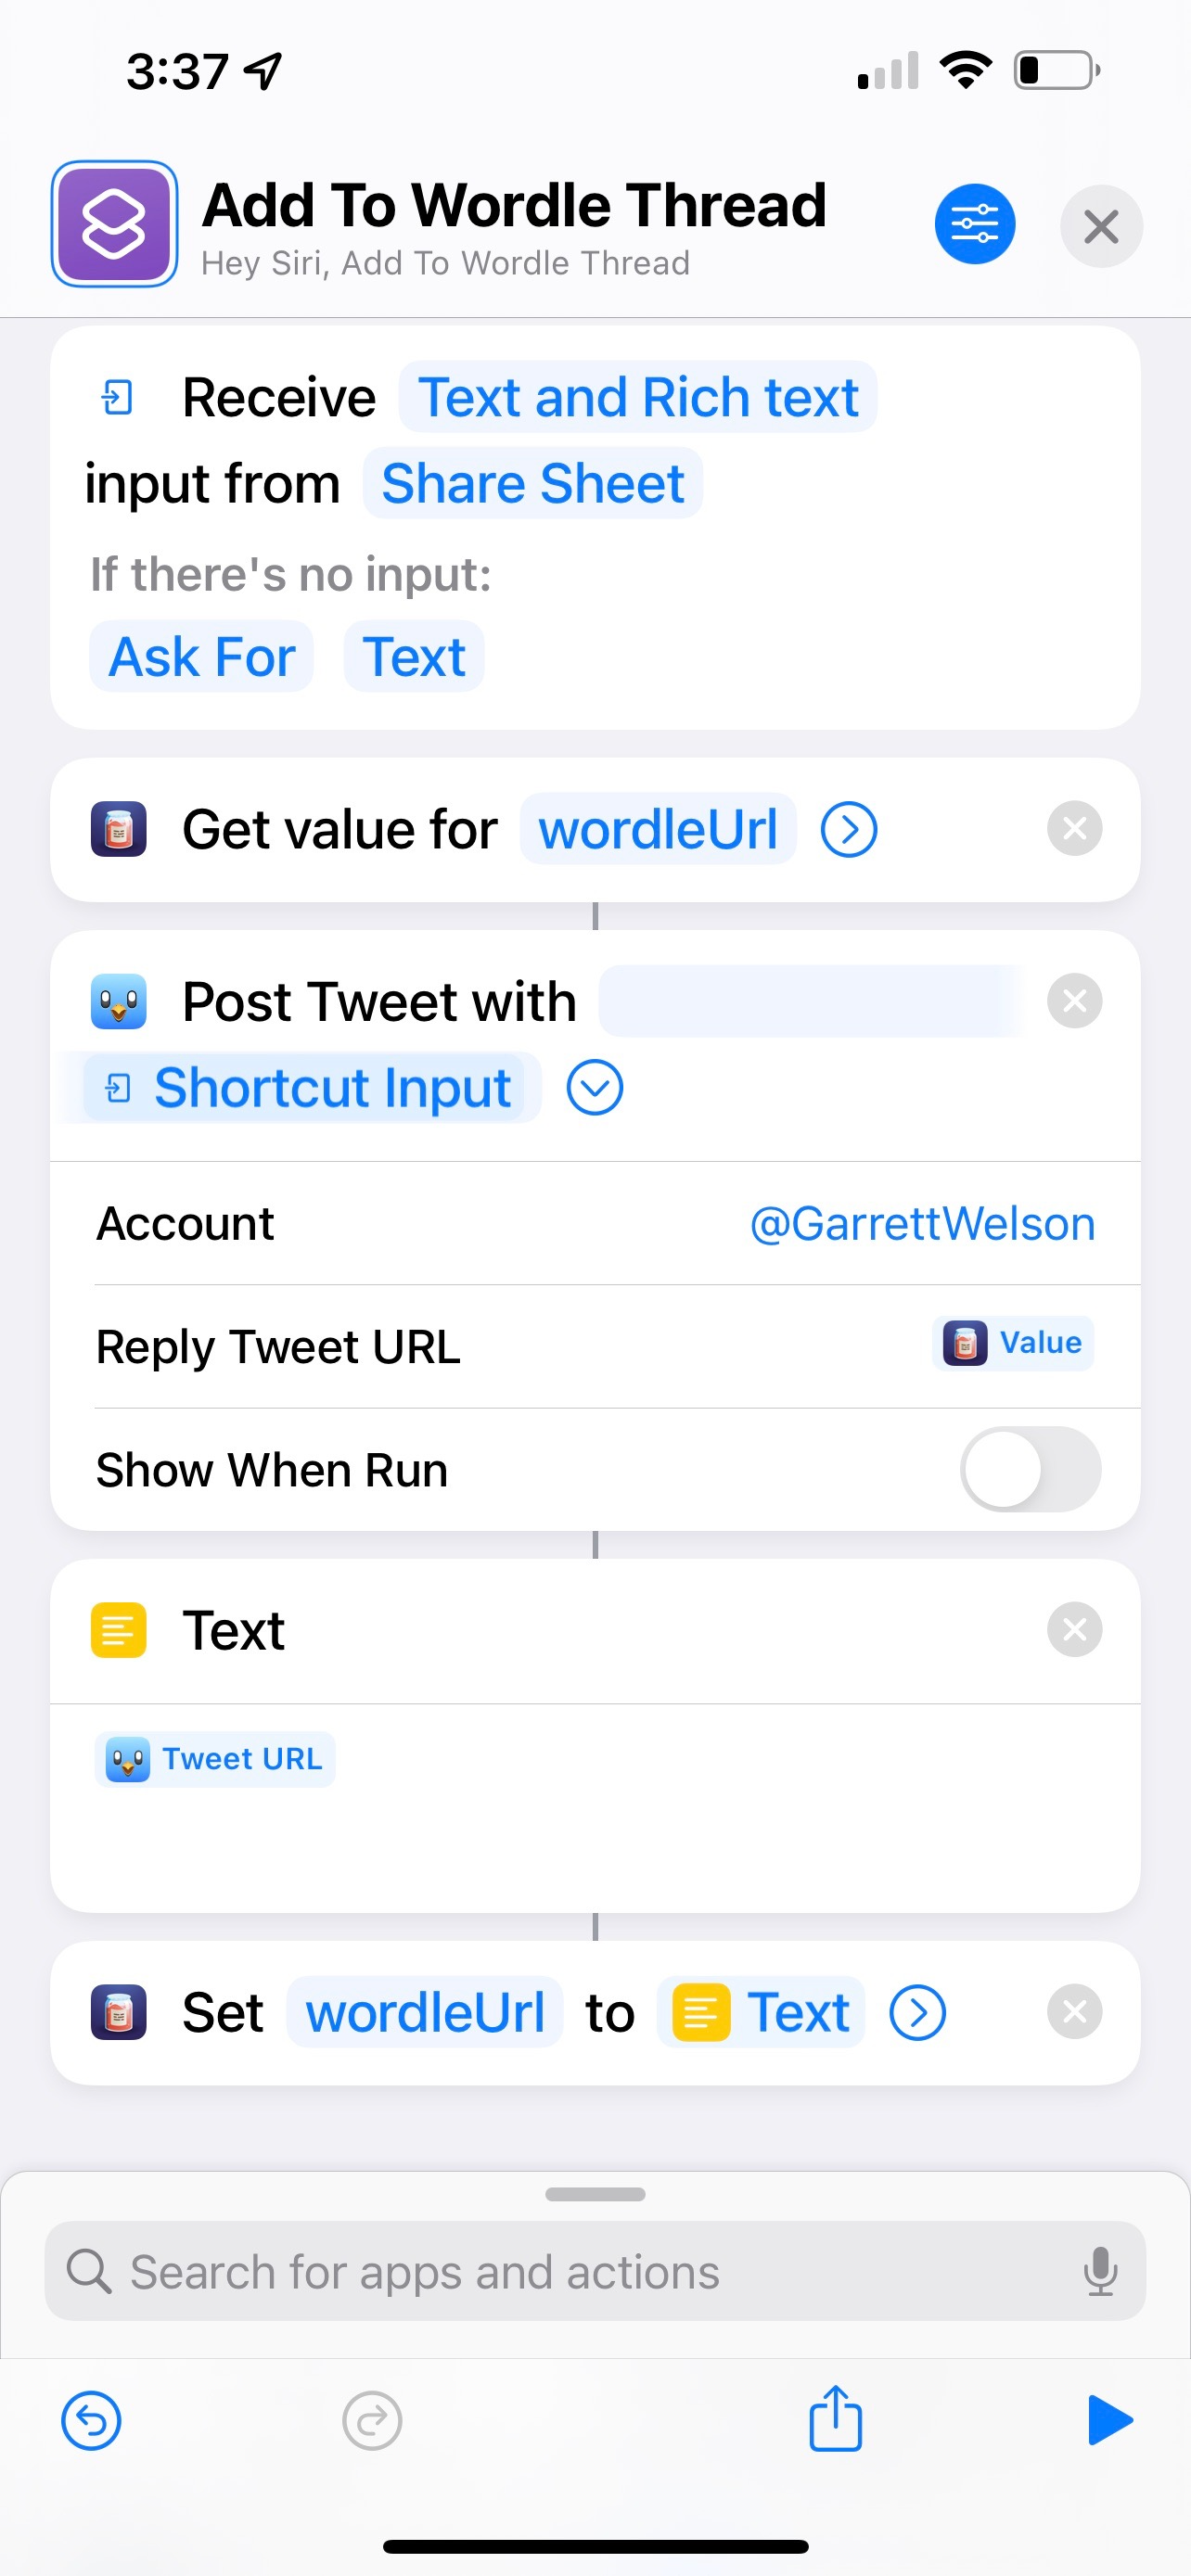 3:37
Add To Wordle Thread
Hey Siri, Add To Wordle Thread
Receive Text and Rich text
input from Share Sheet
If there's no input:
Ask For Text
Get value for wordleUrl
Post Tweet with
Shortcut Input
Account @GarrettWelson
Reply Tweet URL Value
Show When Run
Text
Tweet URL
Set wordleUrl to Text
Search for apps and actions